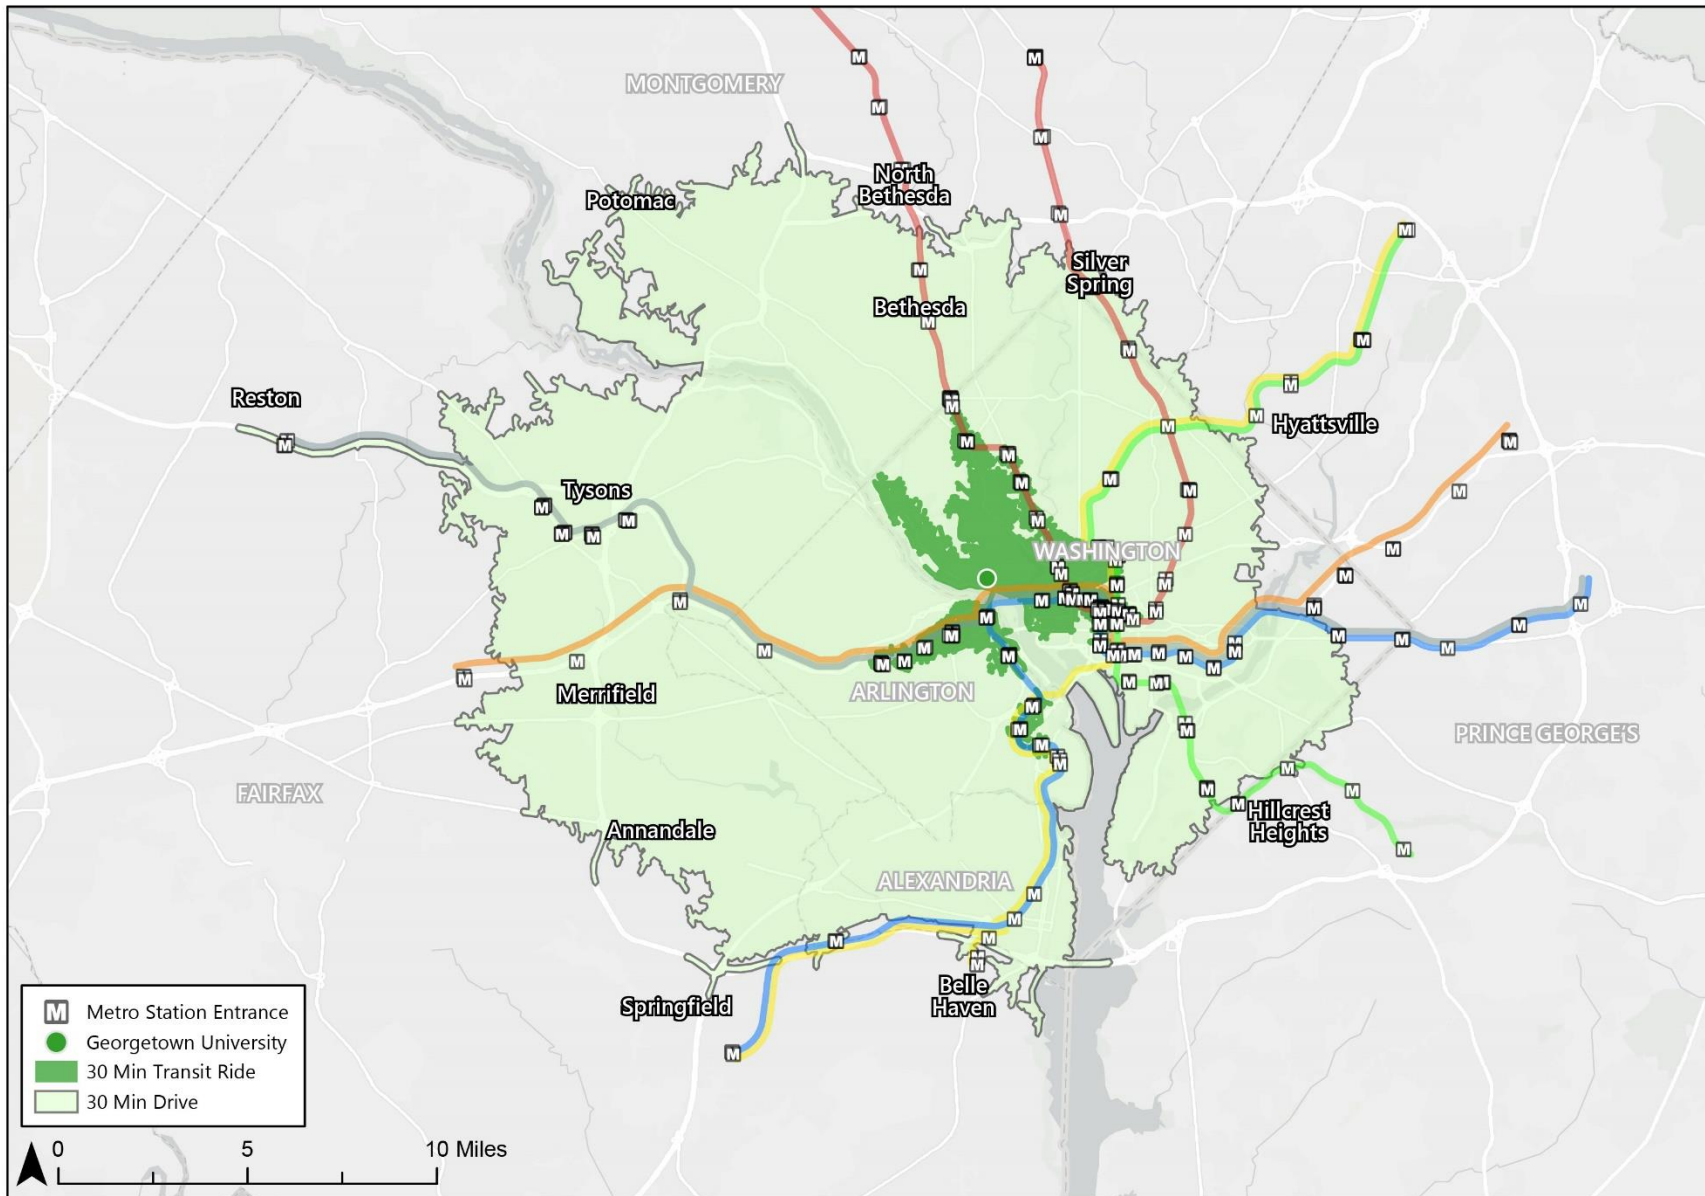 MONTGOMERY
North
Bethesda
Potomac
Silver
Spring
Bethesda
Reston
Hyattsville
Tysons
WASHINGTON
ARLINGTON
Merrifield
PRINCE GEORGE'S
FAIRFAX
Hillcrest
Heights
Annandale
ALEXANDRIA
Belle
Haven
Springfield
M Metro Station Entrance
Georgetown University
30 Min Transit Ride
30 Min Drive
0 5 10 Miles